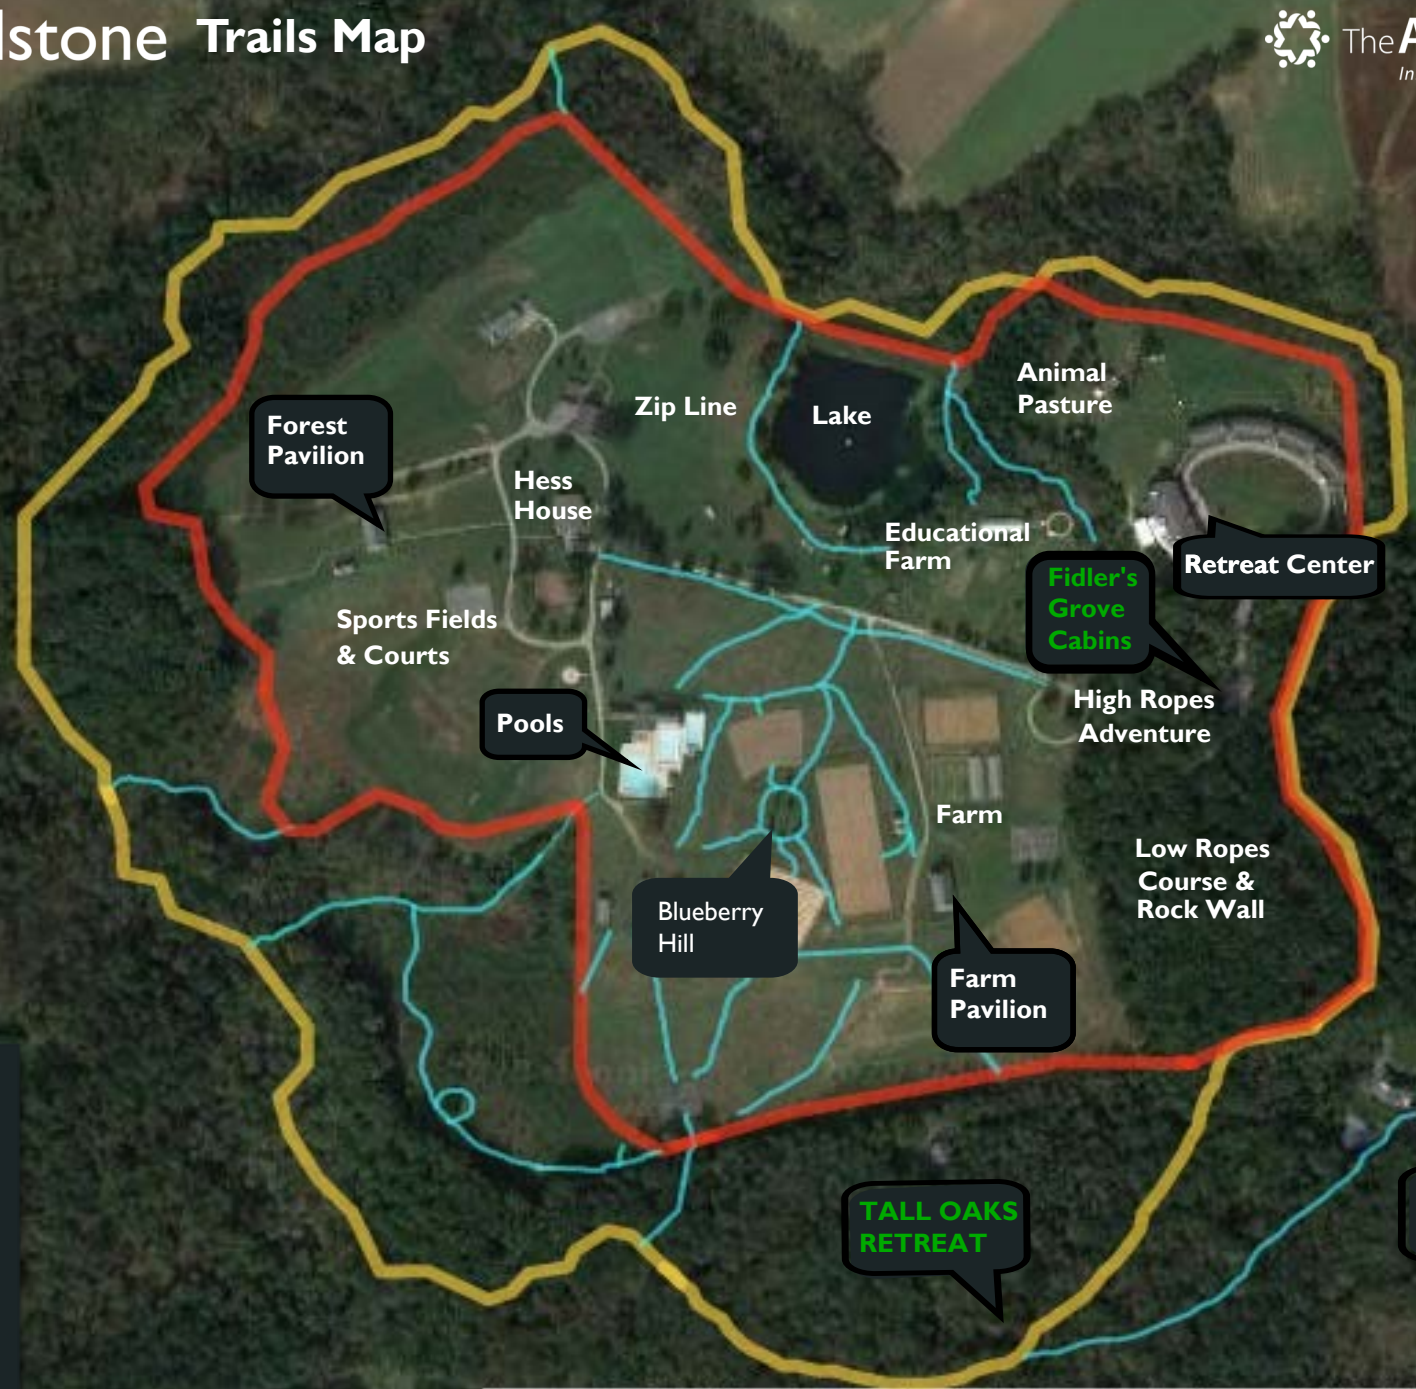 lstone Trails Map
The A
In
Animal
Pasture
Zip Line
Lake
Forest
Pavilion
Hess
House
Educational
Farm
Retreat Center
Fidler's
Grove
Cabins
Sports Fields
& Courts
High Ropes
Adventure
Pools
Farm
Low Ropes
Course &
Rock Wall
Blueberry
Hill
Farm
Pavilion
TALL OAKS
RETREAT